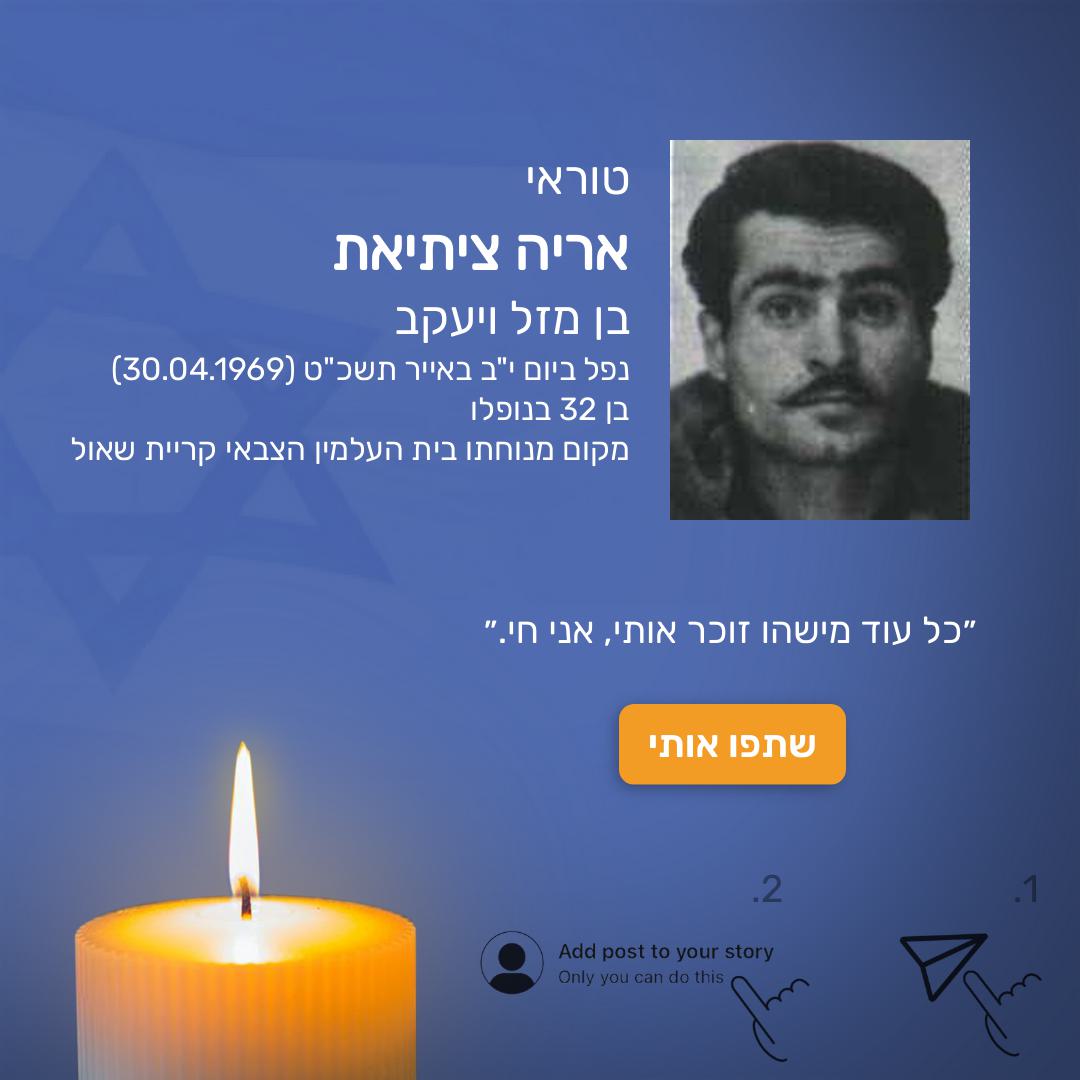 טוראי
אריה ציתיאת
בן מזל ויעקב
נפל ביום י"ב באייר תשכ"ט (30.04.1969)
בן 32 בנופלו
מקום מנוחתו בית העלמין הצבאי קריית שאול
״כל עוד מישהו זוכר אותי, אני חי.״
שתפו אותי
.1
.2
Add post to your story
Only you can do this